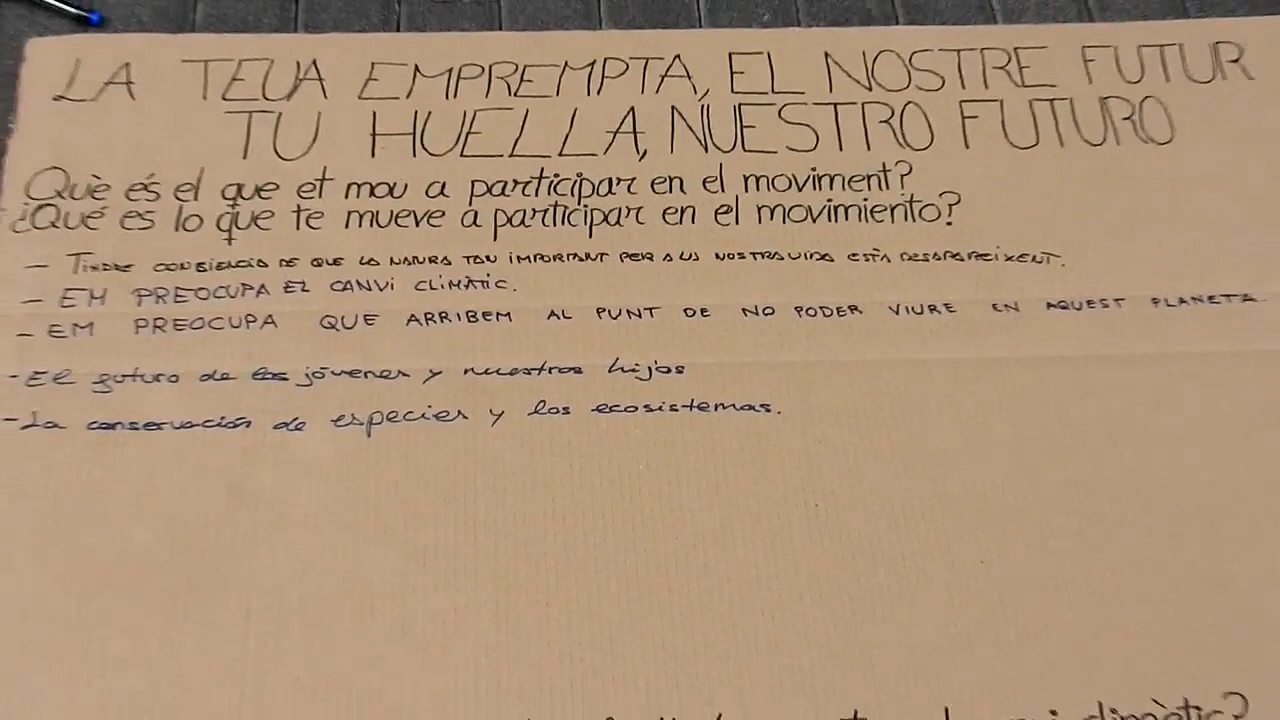 LA TEUA EMPREMPTA, EL NOSTRE FUTUR
TU HUELLA, NUESTRO FUTURO
Què és el que et mou a participar en el moviment?
¿Qué es lo que te mueve a participar en el movimiento?
- TINDRE CONSCIENCIA DE QUE LA NATURA TAN IMPORTANT PER A LES NOSTRA VIDA ESTÀ DESAPAREIXENT.
- EM PREOCUPA EL CANVI CLIMÀTIC.
- EM PREOCUPA QUE ARRIBEM AL PUNT DE NO PODER VIURE EN AQUEST PLANETA
- El futuro de los jóvenes y nuestros hijos
- La conservación de especies y los ecosistemas.
climàtic?